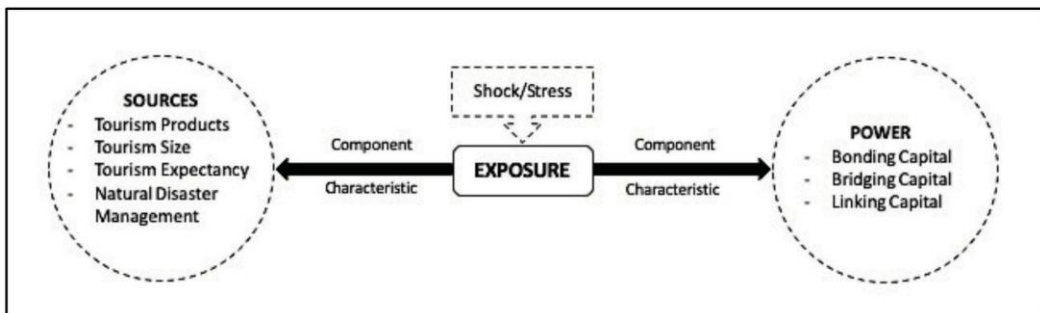 SOURCES
- Tourism Products
- Tourism Size
- Tourism Expectancy
- Natural Disaster
Management
Component
Characteristic
Shock/Stress
EXPOSURE
Component
Characteristic
POWER
- Bonding Capital
- Bridging Capital
- Linking Capital